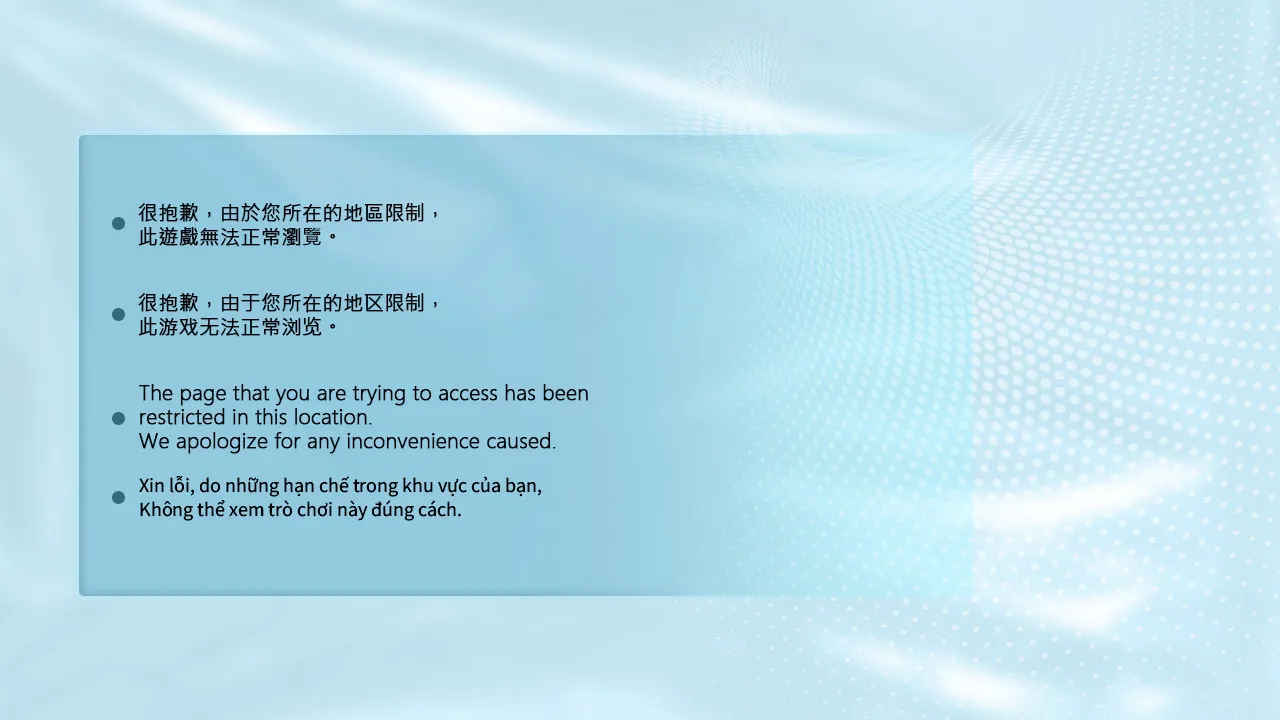 很抱歉，由於您所在的地區限制，
此遊戲無法正常瀏覽。
很抱歉，由于您所在的地区限制，
此游戏无法正常浏览。
The page that you are trying to access has been
restricted in this location.
We apologize for any inconvenience caused.
Xin lỗi, do những hạn chế trong khu vực của bạn,
Không thể xem trò chơi này đúng cách.